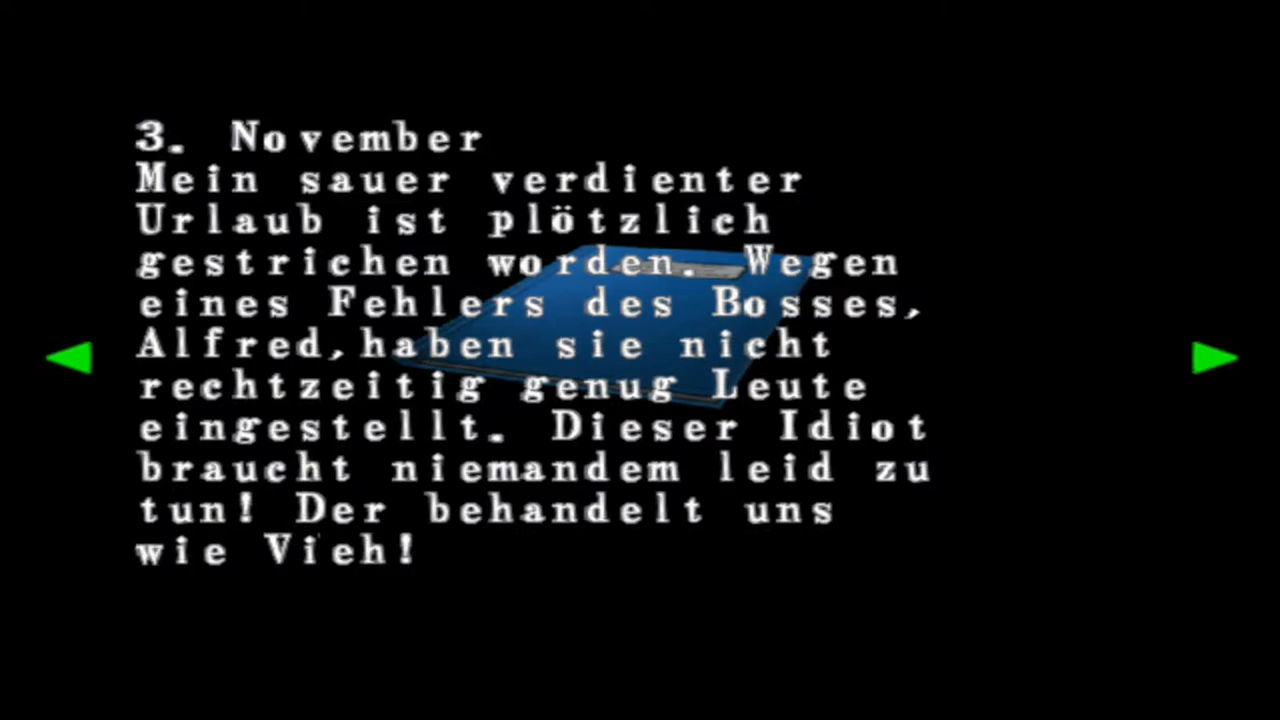 3. November
Mein sauer verdienter
Urlaub ist plötzlich
gestrichen worden. Wegen
eines Fehlers des Bosses,
Alfred,haben sie nicht
rechtzeitig genug Leute
eingestellt. Dieser Idiot
braucht niemandem leid zu
tun! Der behandelt uns
wie Vieh!